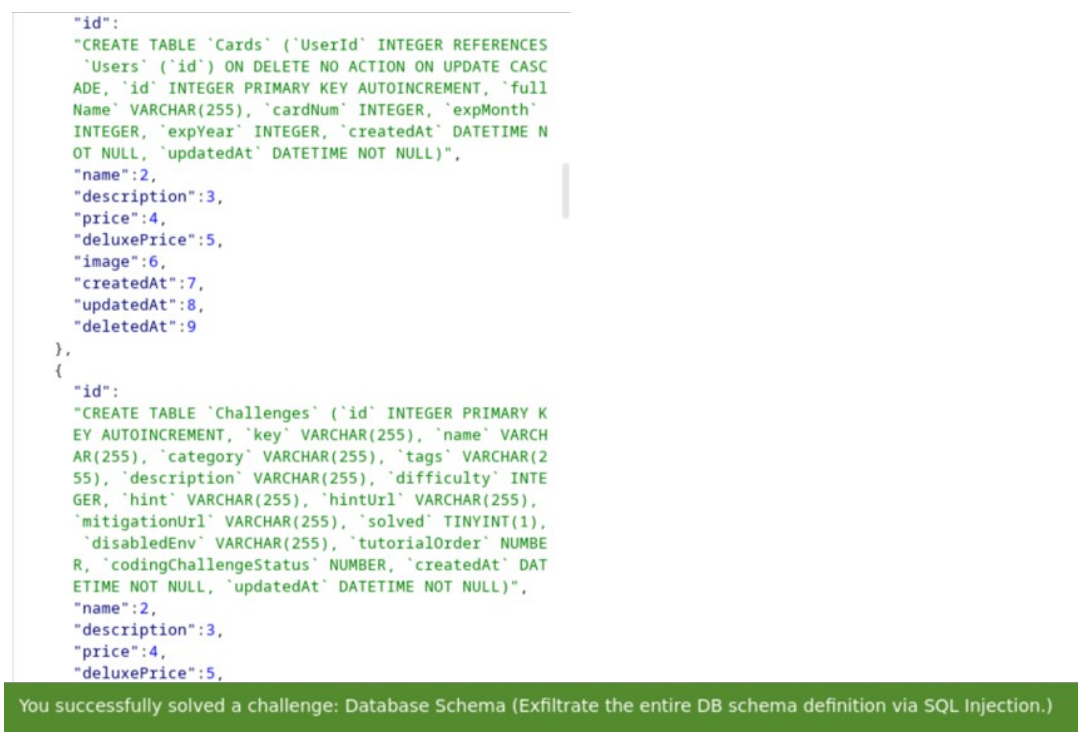 "id":
"CREATE TABLE `Cards` (`UserId` INTEGER REFERENCES
`Users` (`id`) ON DELETE NO ACTION ON UPDATE CASC
ADE, `id` INTEGER PRIMARY KEY AUTOINCREMENT, `full
Name` VARCHAR(255), `cardNum` INTEGER, `expMonth`
INTEGER, `expYear` INTEGER, `createdAt` DATETIME N
OT NULL, `updatedAt` DATETIME NOT NULL)",
"name":2,
"description":3,
"price":4,
"deluxePrice":5,
"image":6,
"createdAt":7,
"updatedAt":8,
"deletedAt":9
},
{
"id":
"CREATE TABLE `Challenges` (`id` INTEGER PRIMARY K
EY AUTOINCREMENT, `key` VARCHAR(255), `name` VARCH
AR(255), `category` VARCHAR(255), `tags` VARCHAR(2
55), `description` VARCHAR(255), `difficulty` INTE
GER, `hint` VARCHAR(255), `hintUrl` VARCHAR(255),
`mitigationUrl` VARCHAR(255), `solved` TINYINT(1),
`disabledEnv` VARCHAR(255), `tutorialOrder` NUMBE
R, `codingChallengeStatus` NUMBER, `createdAt` DAT
ETIME NOT NULL, `updatedAt` DATETIME NOT NULL)",
"name":2,
"description":3,
"price":4,
"deluxePrice":5,
You successfully solved a challenge: Database Schema (Exfiltrate the entire DB schema definition via SQL Injection.)